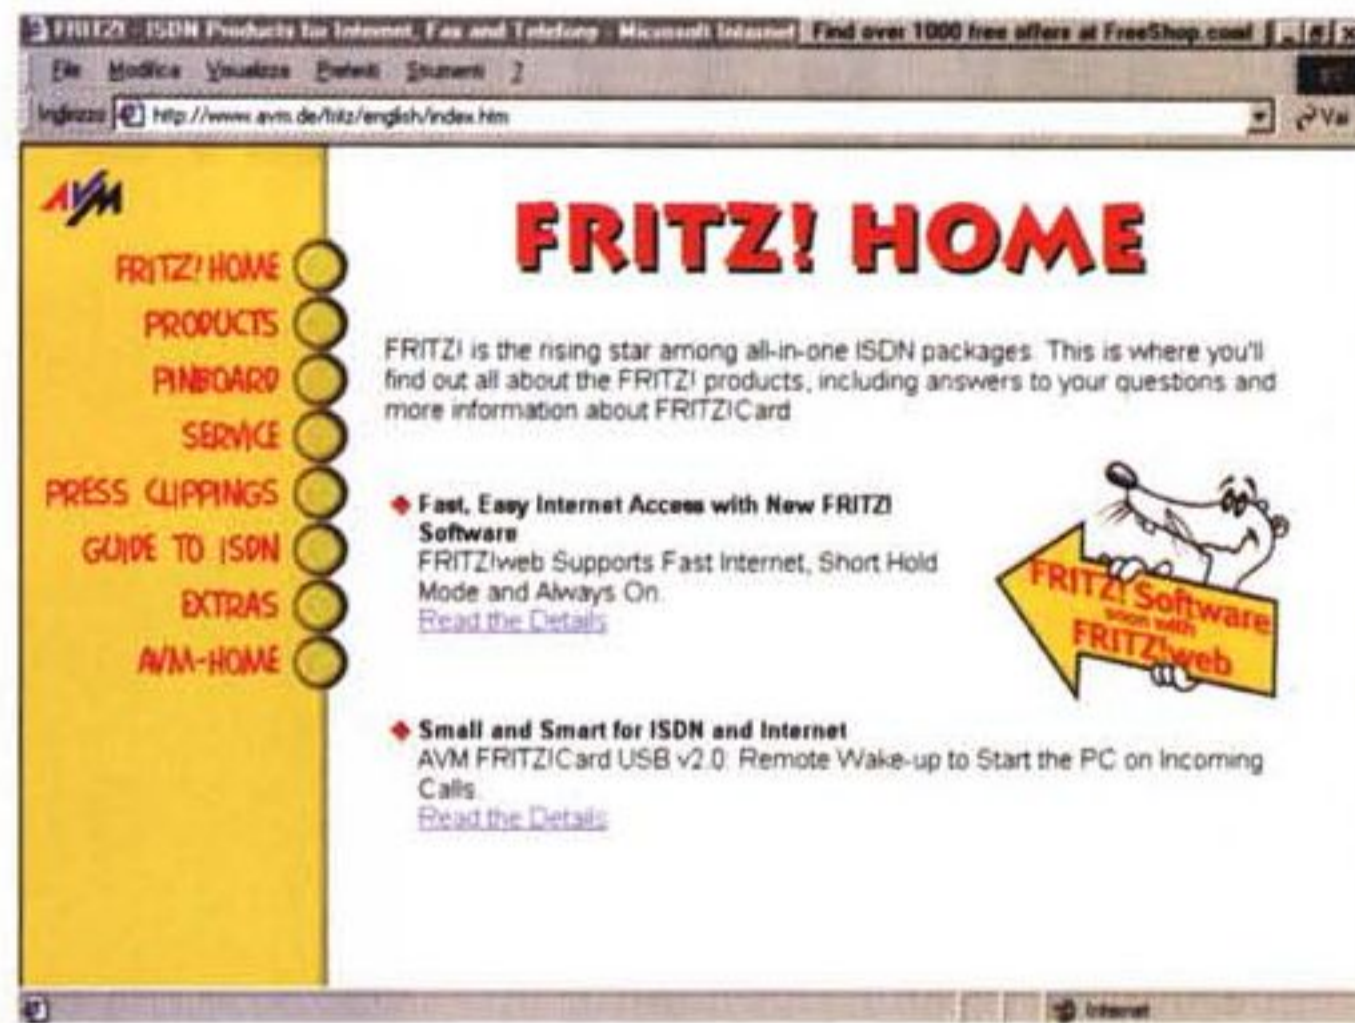 FRITZ! - ISDN Products for Internet, Fax and Telefony - Microsoft Internet Find over 1000 free offers at FreeShop.com!
File Modifica Visualizza Preferiti Strumenti ?
Indirizzo http://www.avm.de/fritz/english/index.htm Vai
AVM
FRITZ! HOME
PRODUCTS
PINBOARD
SERVICE
PRESS CLIPPINGS
GUIDE TO ISDN
EXTRAS
AVM-HOME
FRITZ! HOME
FRITZ! is the rising star among all-in-one ISDN packages. This is where you'll
find out all about the FRITZ! products, including answers to your questions and
more information about FRITZ!Card
Fast, Easy Internet Access with New FRITZ!
Software
FRITZ!web Supports Fast Internet, Short Hold
Mode and Always On.
Read the Details
FRITZ! Software
soon with
FRITZ!web
Small and Smart for ISDN and Internet
AVM FRITZ!Card USB v2.0: Remote Wake-up to Start the PC on Incoming
Calls.
Read the Details
Internet